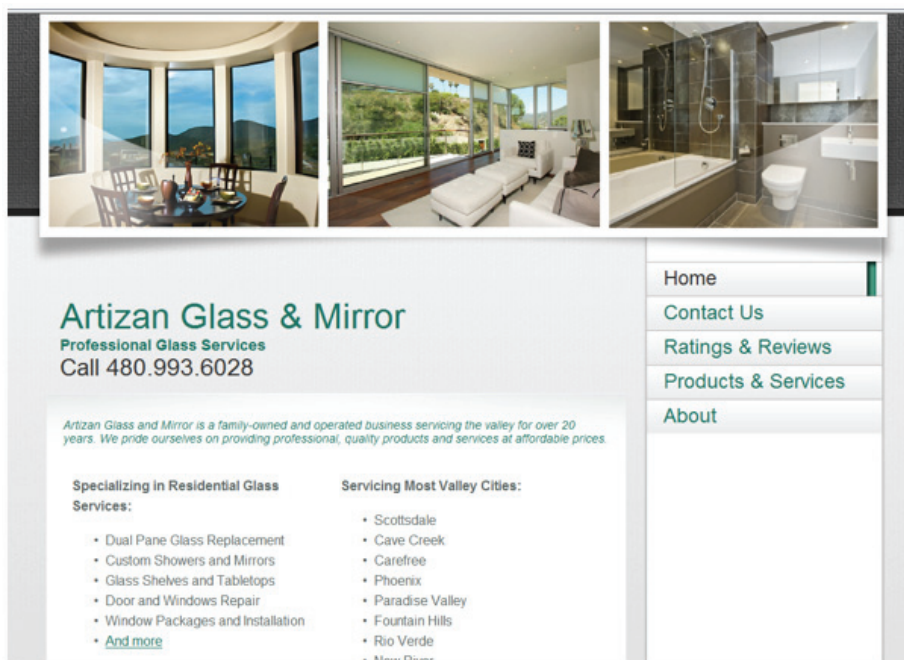 Artizan Glass & Mirror
Professional Glass Services
Call 480.993.6028
Home
Contact Us
Ratings & Reviews
Products & Services
About
Artizan Glass and Mirror is a family-owned and operated business servicing the valley for over 20
years. We pride ourselves on providing professional, quality products and services at affordable prices.
Specializing in Residential Glass
Services:
• Dual Pane Glass Replacement
• Custom Showers and Mirrors
• Glass Shelves and Tabletops
• Door and Windows Repair
• Window Packages and Installation
• And more
Servicing Most Valley Cities:
• Scottsdale
• Cave Creek
• Carefree
• Phoenix
• Paradise Valley
• Fountain Hills
• Rio Verde
• New River